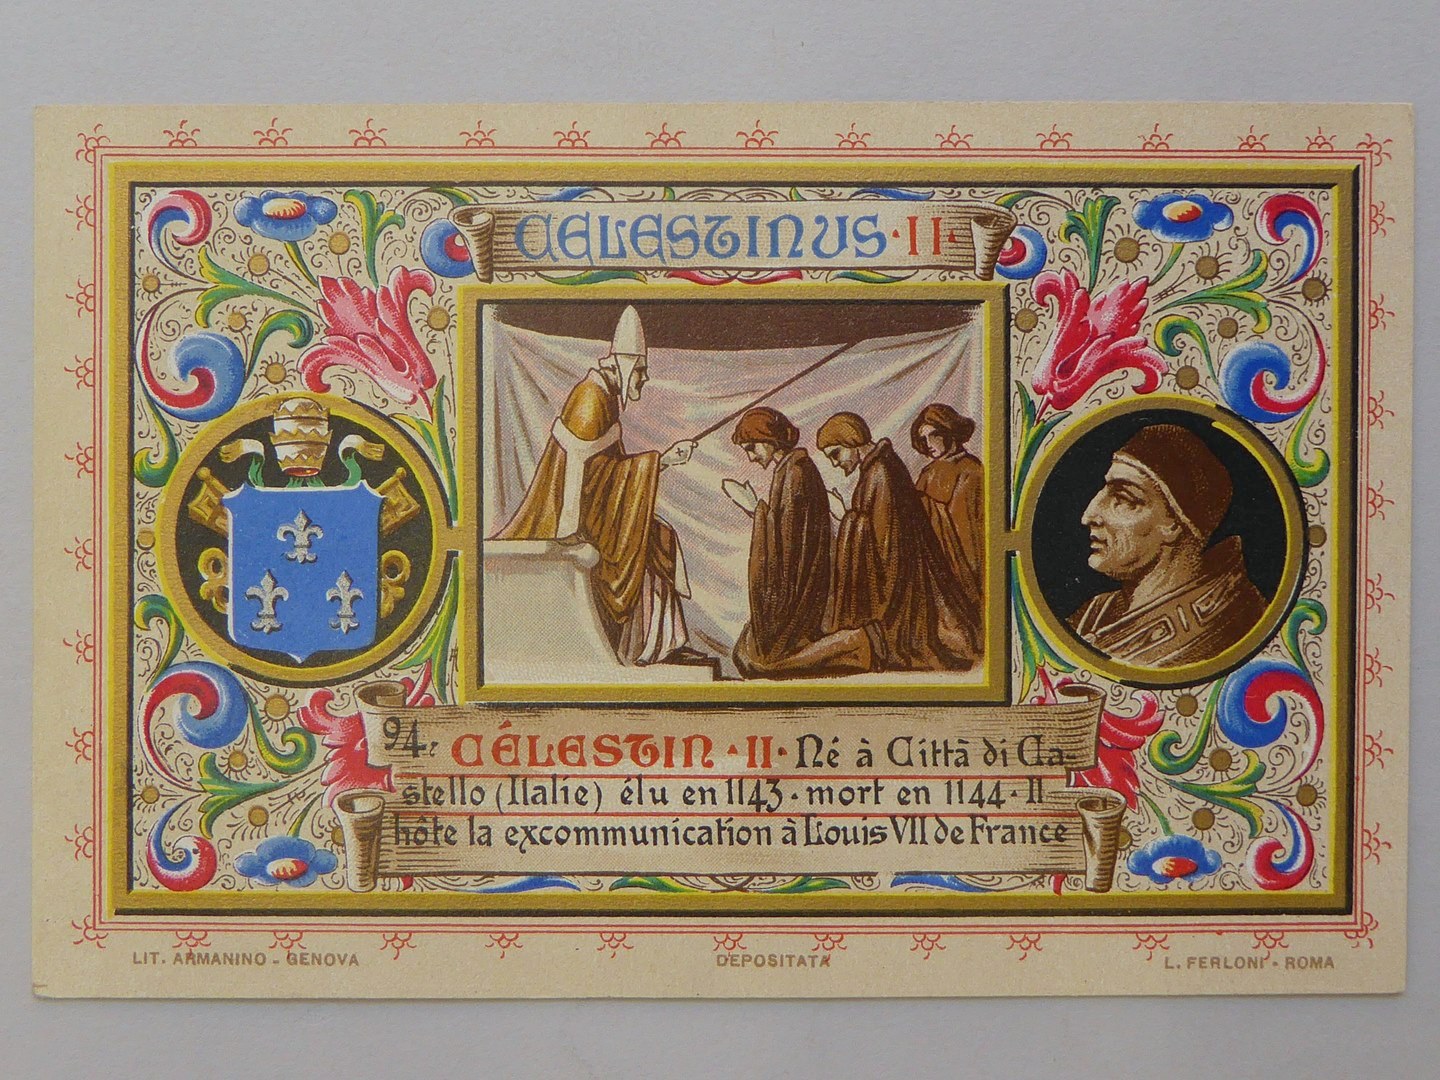 CELESTINUS·II·
94. CÉLESTIN·II· Né à Città di Ca-
stello (Italie) élu en 1143 · mort en 1144 · Il
hôte la excommunication à Louis VII de France
LIT. ARMANINO - GENOVA
DEPOSITATA
L. FERLONI - ROMA